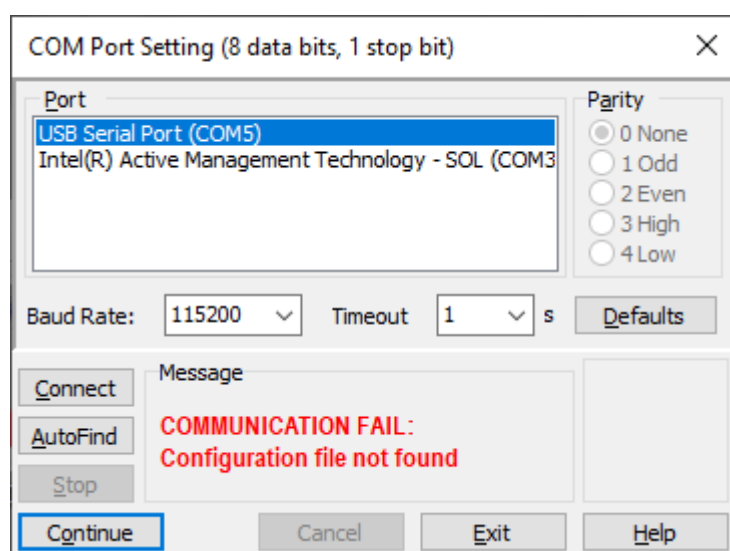 COM Port Setting (8 data bits, 1 stop bit)
Port
USB Serial Port (COM5)
Intel(R) Active Management Technology - SOL (COM3
Parity
0 None
1 Odd
2 Even
3 High
4 Low
Baud Rate: 115200 Timeout 1 s Defaults
Connect
AutoFind
Stop
Message
COMMUNICATION FAIL:
Configuration file not found
Continue Cancel Exit Help